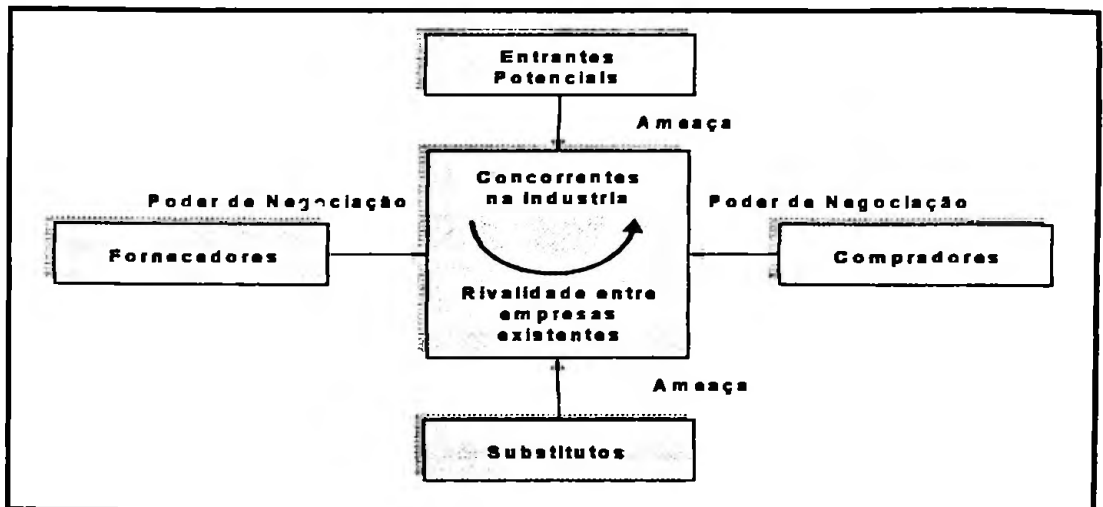 Entrantes
Potenciais
Ameaça
Concorrentes
na Industria
Poder de Negociação
Poder de Negociação
Fornecedores
Compradores
Rivalidade entre
empresas
existentes
Ameaça
Substitutos